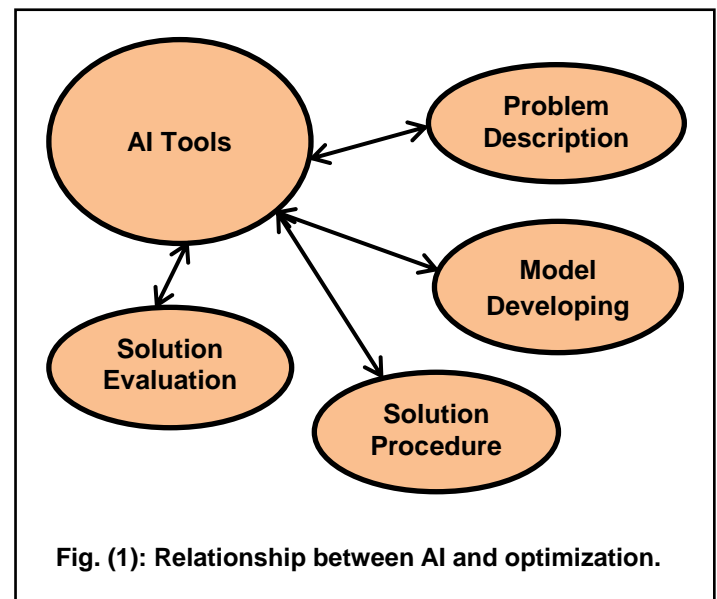 AI Tools
Problem
Description
Model
Developing
Solution
Evaluation
Solution
Procedure
Fig. (1): Relationship between AI and optimization.